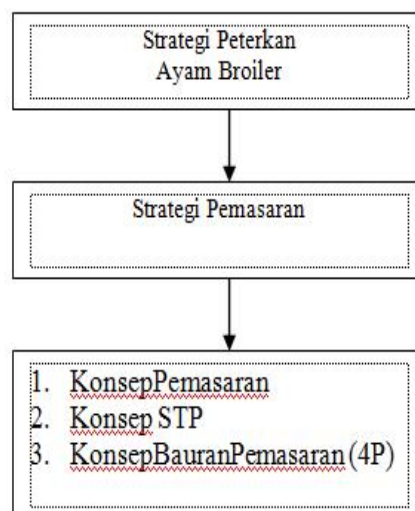 Strategi Peterkan
Ayam Broiler
Strategi Pemasaran
1. KonsepPemasaran
2. Konsep STP
3. KonsepBauranPemasaran (4P)